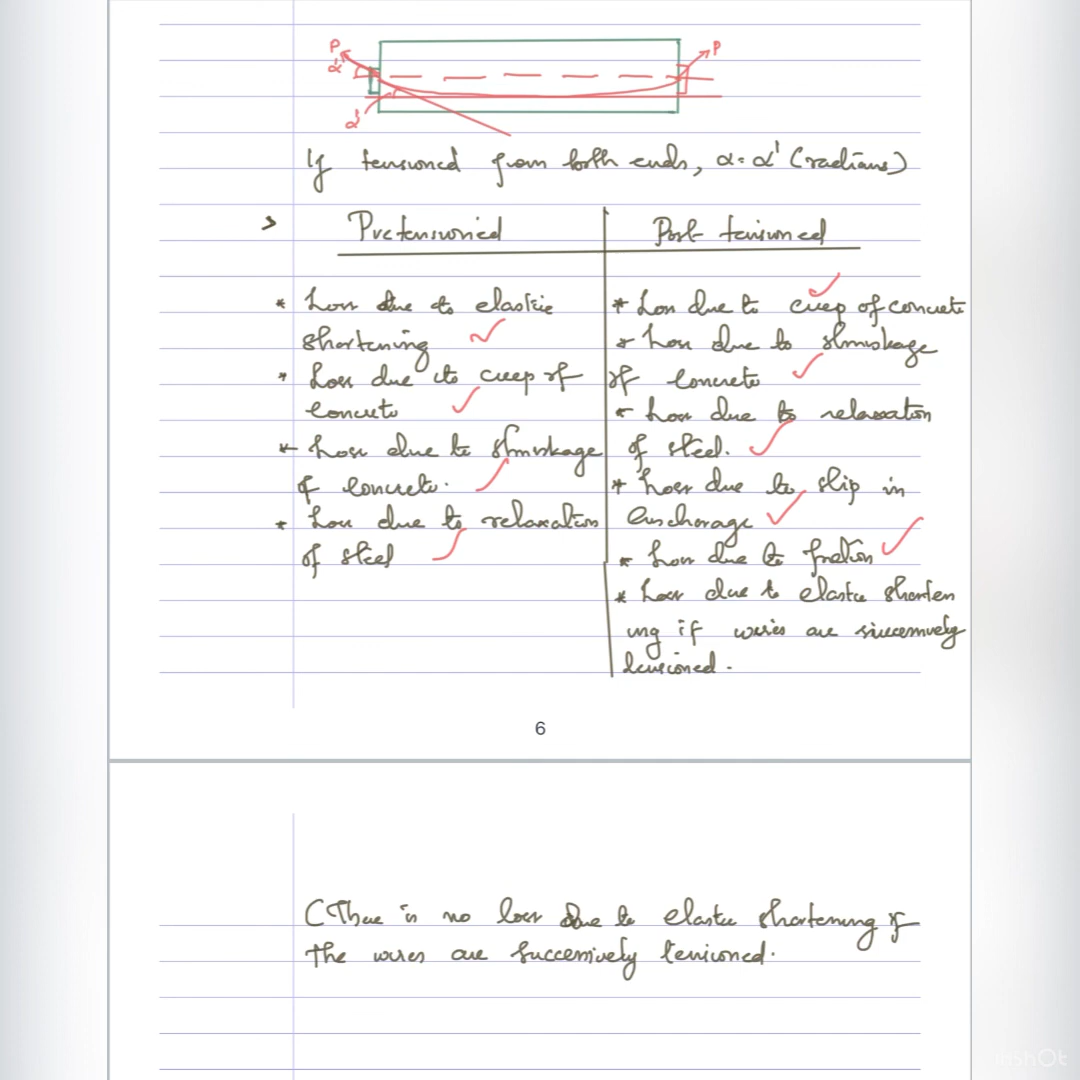 P
P
α
α'
If tensioned from both ends, α = α' (radians)
> Pretensioned
* Loss due to elastic
shortening
* Loss due to creep of
concrete
* Loss due to shrinkage
of concrete.
* Loss due to relaxation
of steel
Post tensioned
* Loss due to creep of concrete
* Loss due to shrinkage
of concrete
* Loss due to relaxation
of steel.
* Loss due to slip in
anchorage
* Loss due to friction
* Loss due to elastic shorten
ing if wires are successively
tensioned.
6
(There is no loss due to elastic shortening if
the wires are successively tensioned.